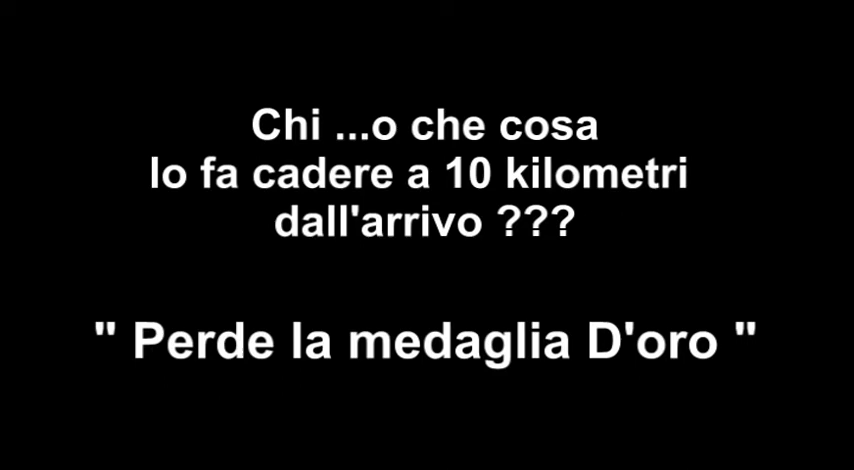 Chi ...o che cosa
lo fa cadere a 10 kilometri
dall'arrivo ???
" Perde la medaglia D'oro "